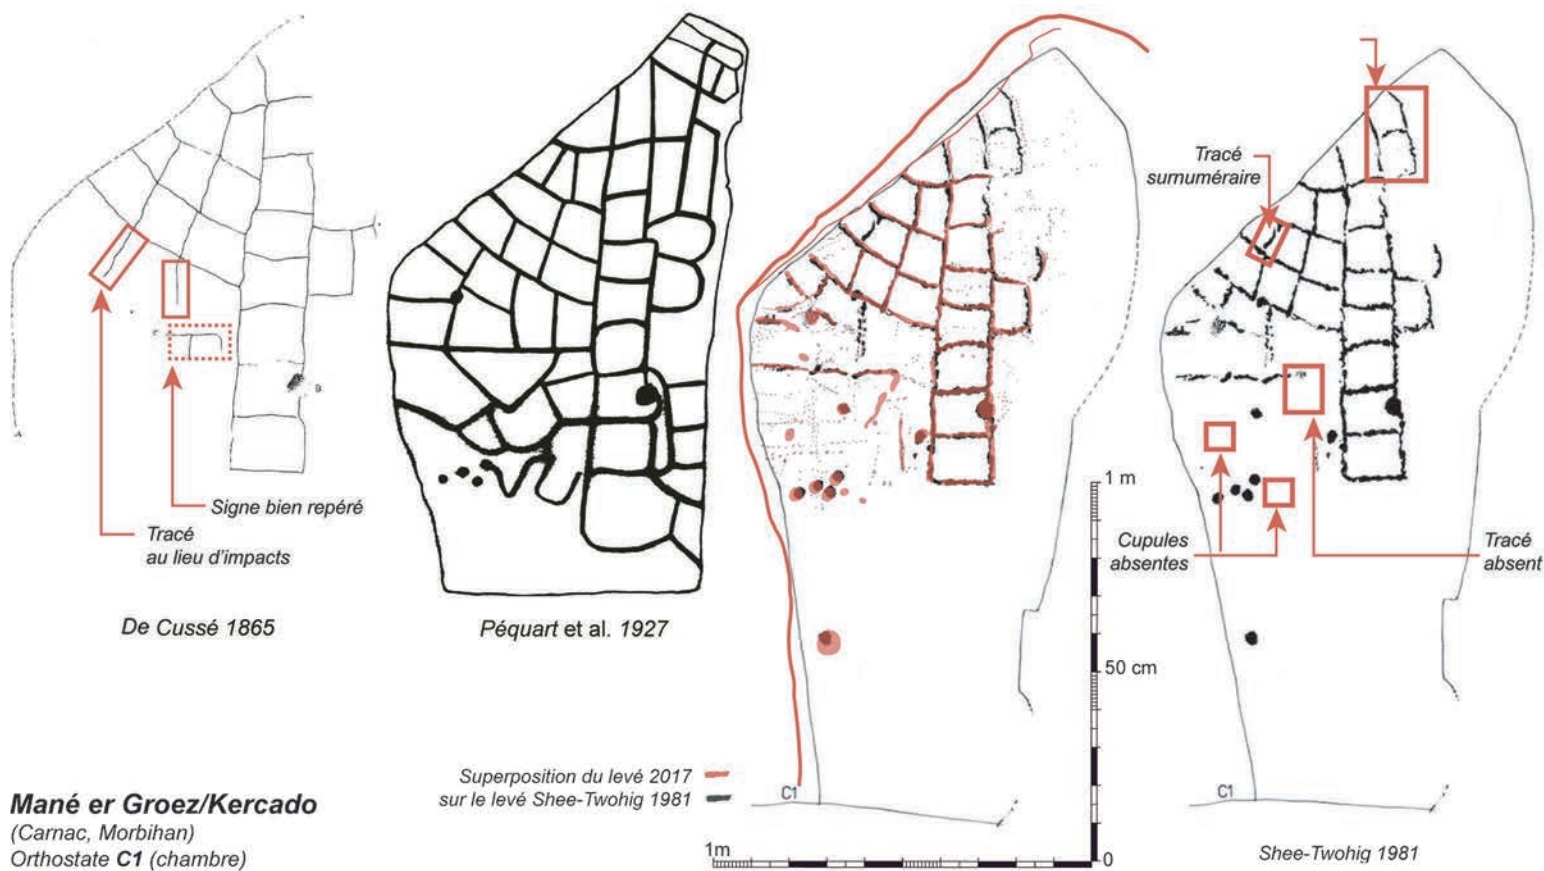 Tracé
surnuméraire
Signe bien repéré
Tracé
au lieu d'impacts
De Cussé 1865
Péquart et al. 1927
1 m
Cupules
absentes
Tracé
absent
50 cm
Superposition du levé 2017
sur le levé Shee-Twohig 1981
C1
C1
Mané er Groez/Kercado
(Carnac, Morbihan)
Orthostate C1 (chambre)
1m
0
Shee-Twohig 1981